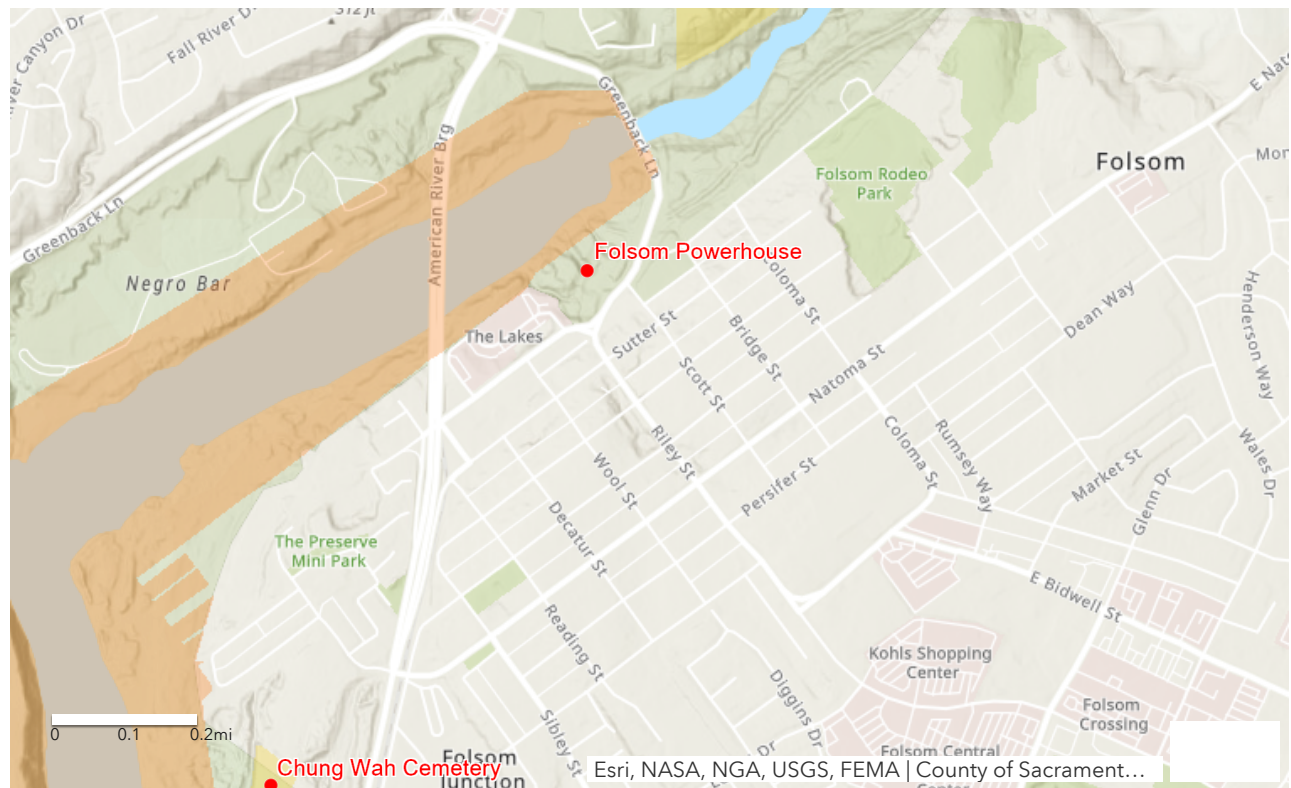 iver Canyon Dr
Fall River D
312 ft
Greenback Ln
E Nat
Mon
Folsom
American River Brg
Folsom Rodeo
Park
Greenback Ln
Negro Bar
Folsom Powerhouse
Coloma St
Henderson Way
Dean Way
The Lakes
Sutter St
Bridge St
Natoma St
Scott St
Riley St
Coloma St
Rumsey Way
Wales Dr
Wool St
Persifer St
Market St
Glenn Dr
Decatur St
The Preserve
Mini Park
E Bidwell St
Reading St
Kohls Shopping
Center
Diggins Dr
Folsom
Crossing
0 0.1 0.2mi
Sibley St
Dr
Folsom Central
Center
Folsom
Junction
Chung Wah Cemetery
Esri, NASA, NGA, USGS, FEMA | County of Sacrament…